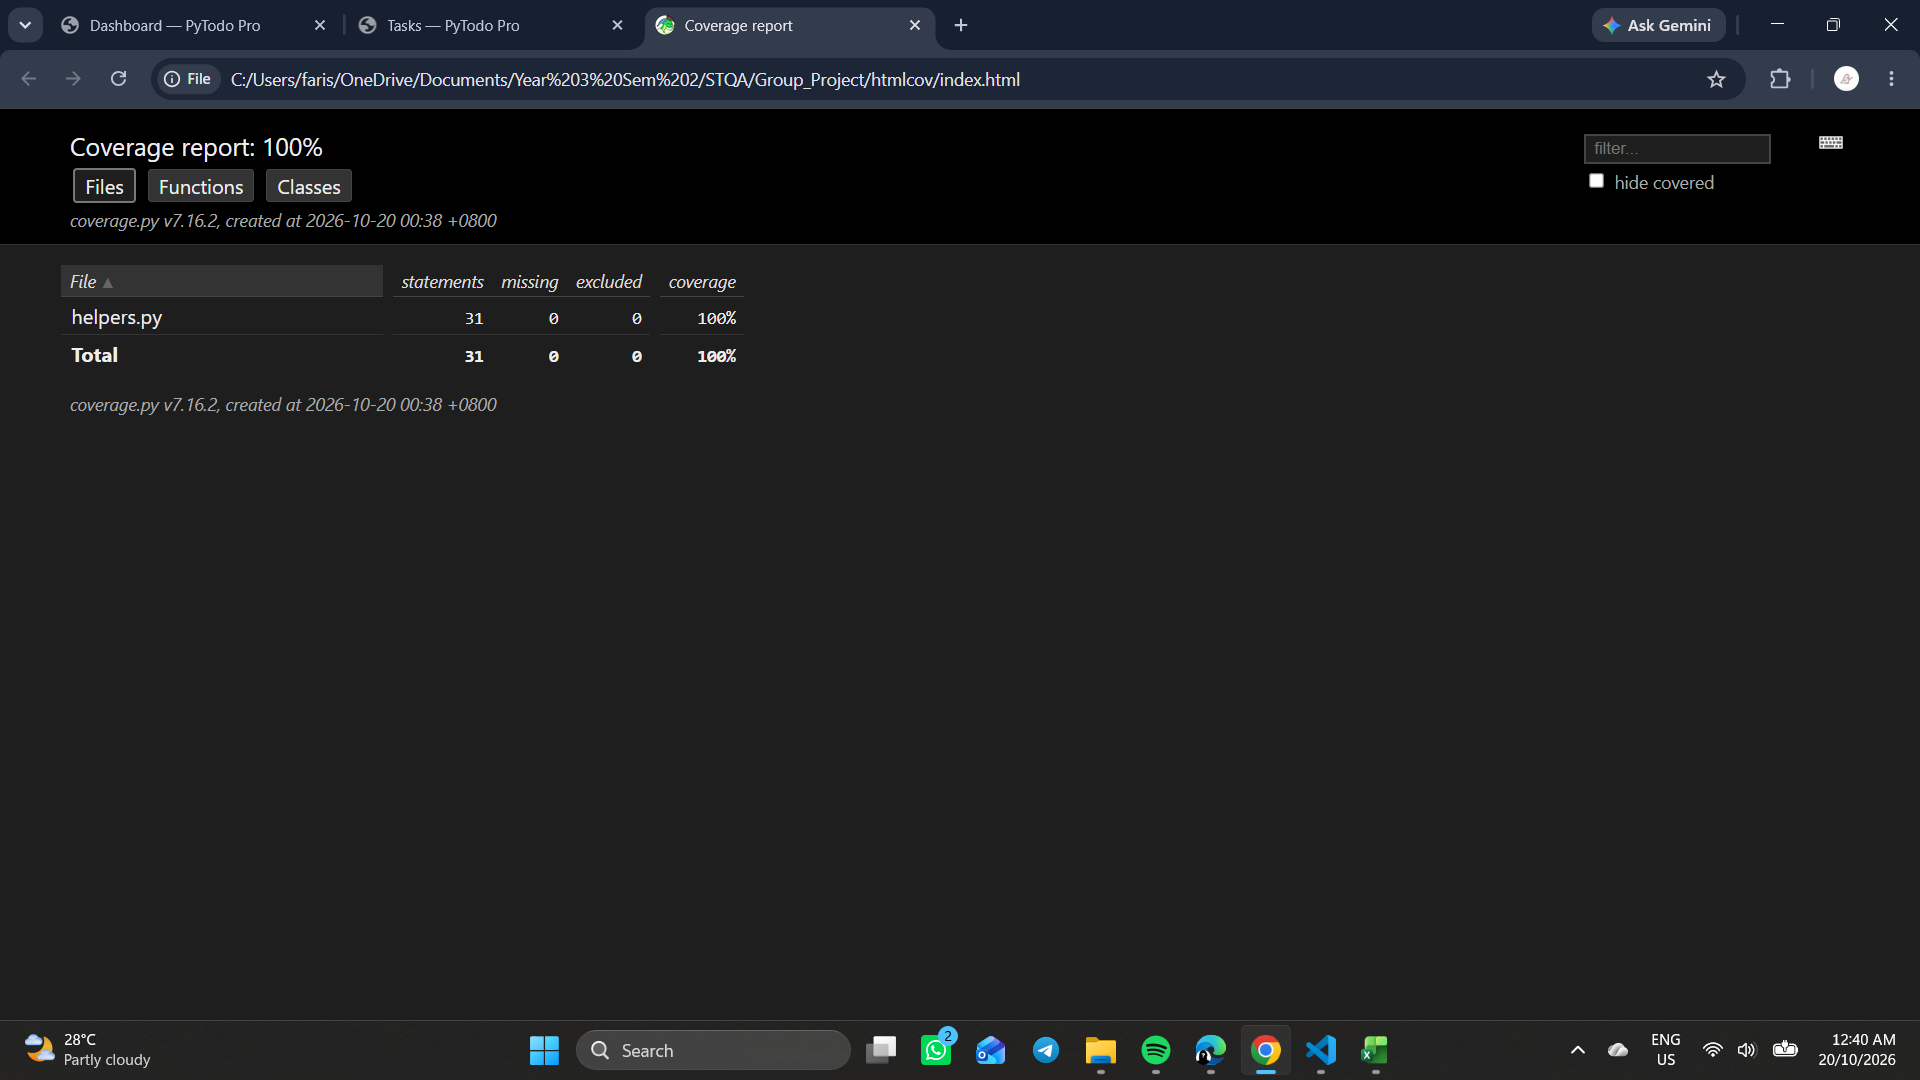 Dashboard — PyTodo Pro
Tasks — PyTodo Pro
Coverage report
Ask Gemini
File
C:/Users/faris/OneDrive/Documents/Year%203%20Sem%202/STQA/Group_Project/htmlcov/index.html
Coverage report: 100%
filter...
Files Functions Classes
hide covered
coverage.py v7.16.2, created at 2026-10-20 00:38 +0800
File ▲ statements missing excluded coverage
helpers.py 31 0 0 100%
Total 31 0 0 100%
coverage.py v7.16.2, created at 2026-10-20 00:38 +0800
28°C
Partly cloudy
Search
2
ENG
US
12:40 AM
20/10/2026